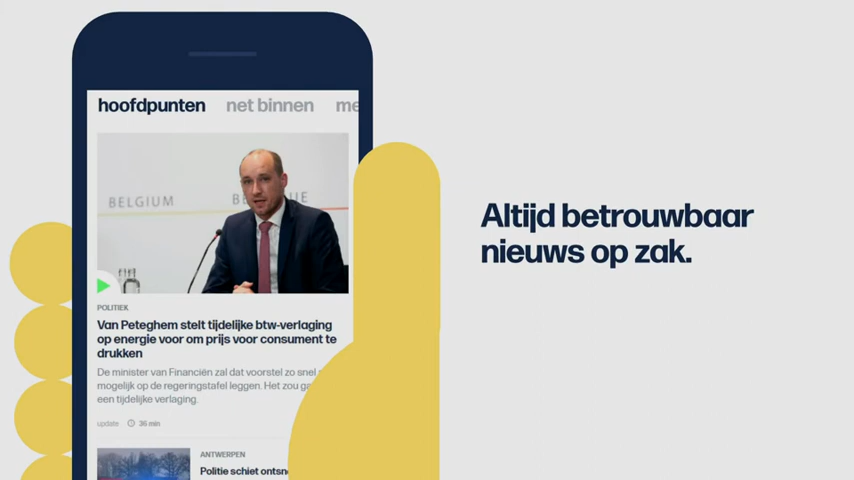 hoofdpunten net binnen
BELGIUM
POLITIEK
Van Peteghem stelt tijdelijke btw-verlaging
op energie voor om prijs voor consument te
drukken
De minister van Financiën zal dat voorstel zo snel
mogelijk op de regeringstafel leggen. Het zou
een tijdelijke verlaging.
update 36 min
ANTWERPEN
Politie schiet
Altijd betrouwbaar
nieuws op zak.